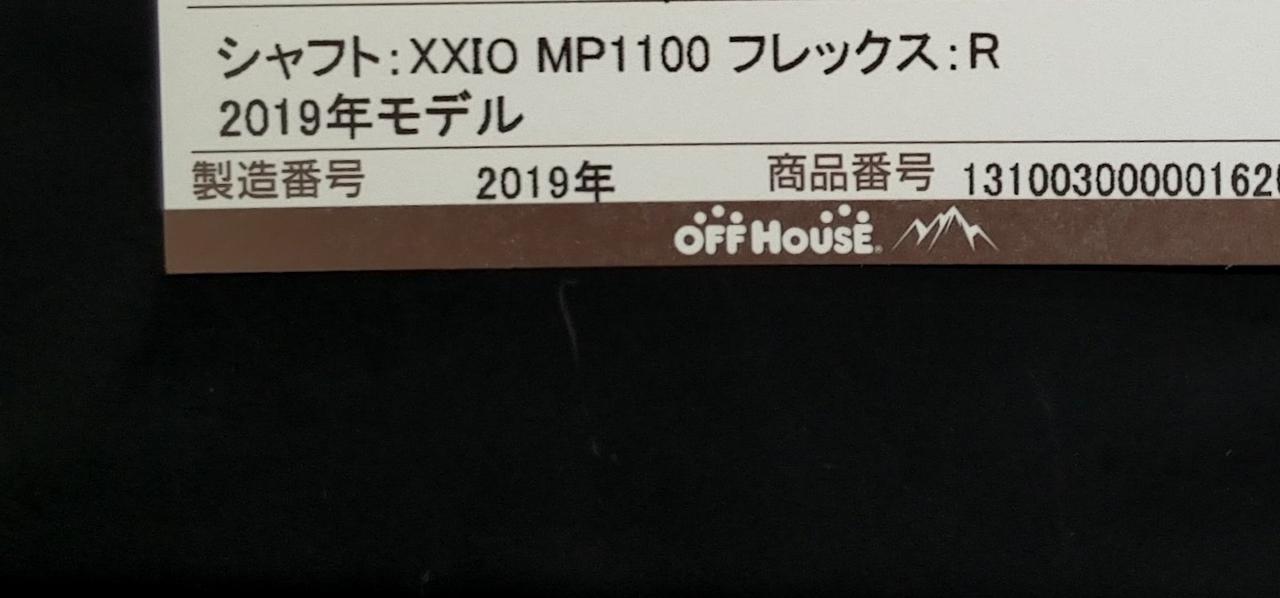 シャフト:XXIO MP1100 フレックス:R
2019年モデル
製造番号 2019年 商品番号 131003000001620
OFF HOUSE